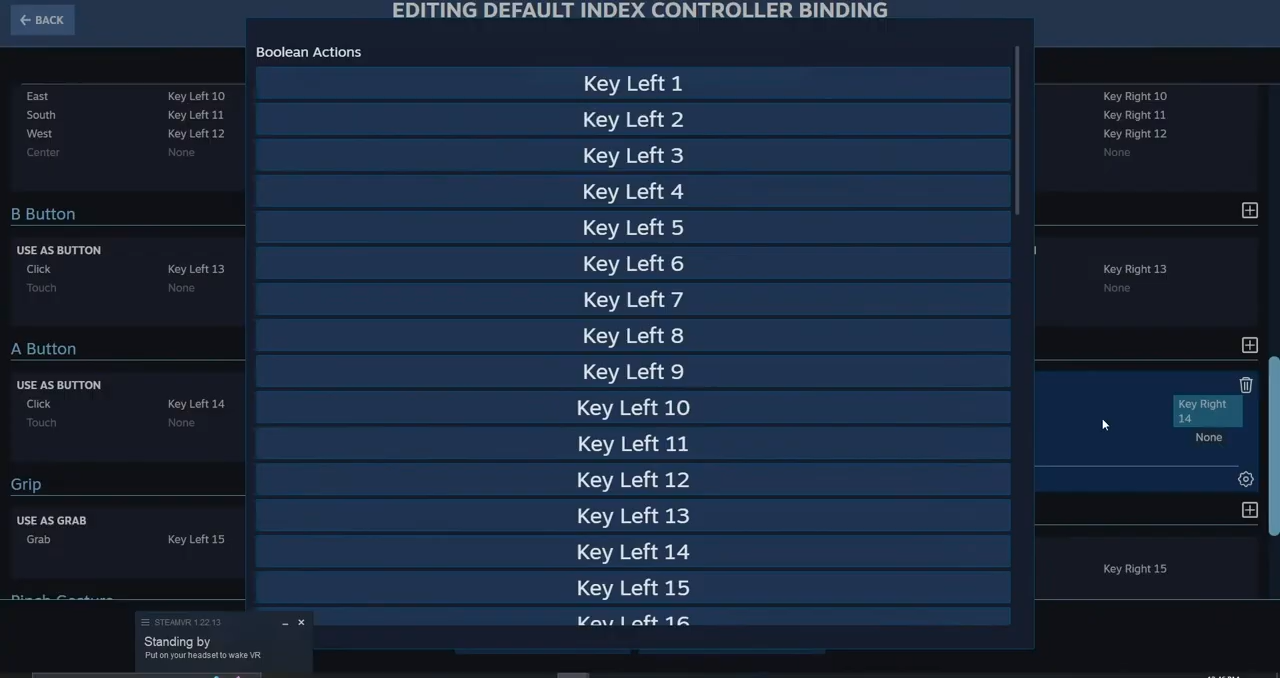 BACK
EDITING DEFAULT INDEX CONTROLLER BINDING
East Key Left 10
South Key Left 11
West Key Left 12
Center None
B Button
USE AS BUTTON
Click Key Left 13
Touch None
A Button
USE AS BUTTON
Click Key Left 14
Touch None
Grip
USE AS GRAB
Grab Key Left 15
Pinch Gesture
Boolean Actions
Key Left 1
Key Left 2
Key Left 3
Key Left 4
Key Left 5
Key Left 6
Key Left 7
Key Left 8
Key Left 9
Key Left 10
Key Left 11
Key Left 12
Key Left 13
Key Left 14
Key Left 15
Key Left 16
Key Right 10
Key Right 11
Key Right 12
None
Key Right 13
None
Key Right
14
None
Key Right 15
STEAMVR 1.22.13
Standing by
Put on your headset to wake VR